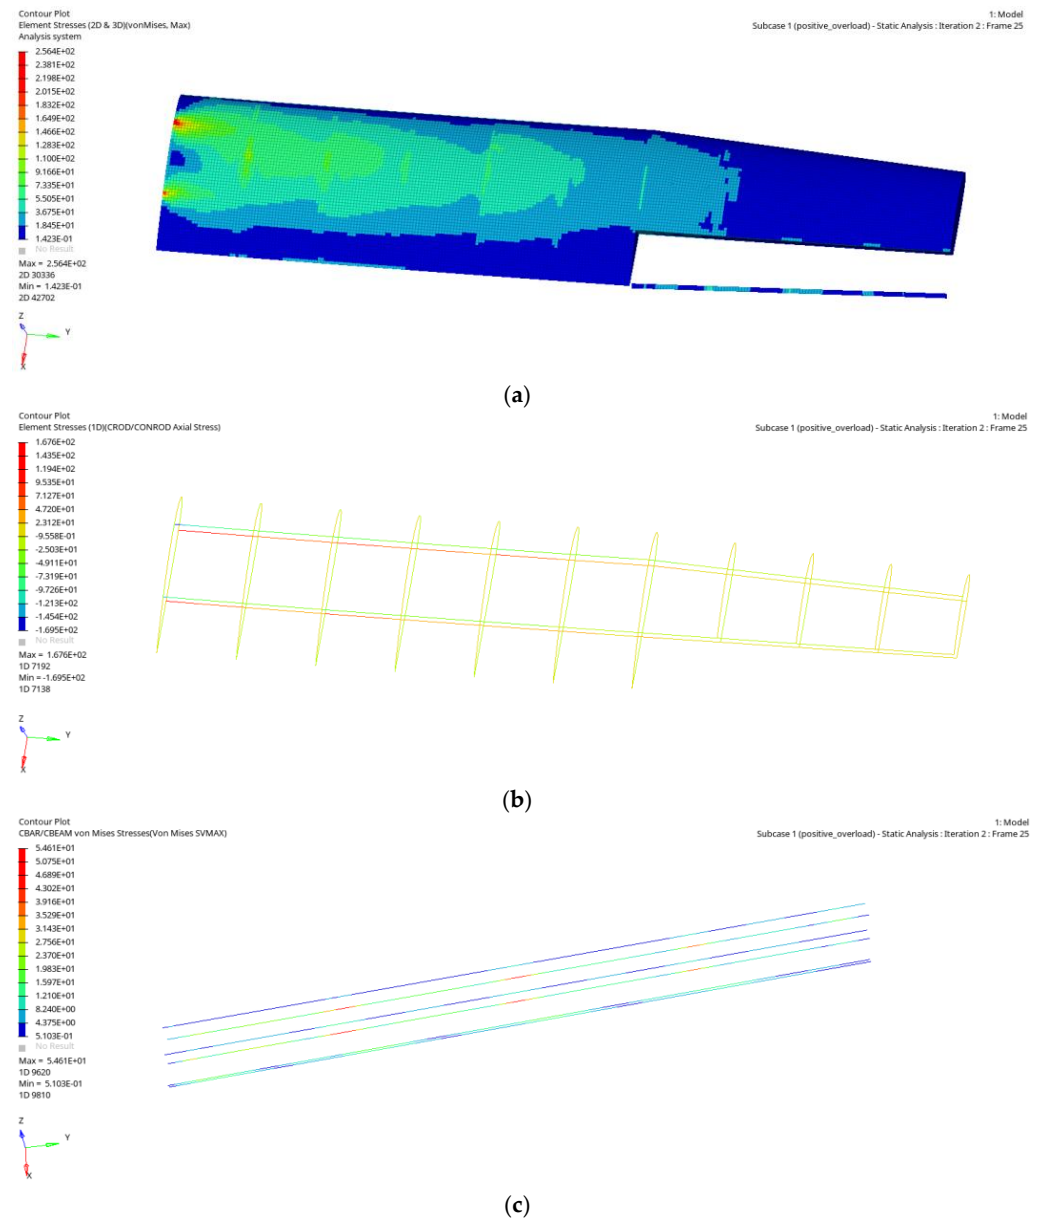 Contour Plot
Element Stresses (2D & 3D)(vonMises, Max)
Analysis system
1: Model
Subcase 1 (positive_overload) - Static Analysis : Iteration 2 : Frame 25
2.564E+02
2.381E+02
2.198E+02
2.015E+02
1.832E+02
1.649E+02
1.466E+02
1.283E+02
1.100E+02
9.166E+01
7.335E+01
5.505E+01
3.675E+01
1.845E+01
1.423E-01
No Result
Max = 2.564E+02
2D 30336
Min = 1.423E-01
2D 42702
Z
Y
X
(a)
Contour Plot
Element Stresses (1D)(CROD/CONROD Axial Stress)
1: Model
Subcase 1 (positive_overload) - Static Analysis : Iteration 2 : Frame 25
1.676E+02
1.435E+02
1.194E+02
9.535E+01
7.127E+01
4.720E+01
2.312E+01
-9.558E-01
-2.503E+01
-4.911E+01
-7.319E+01
-9.726E+01
-1.213E+02
-1.454E+02
-1.695E+02
No Result
Max = 1.676E+02
1D 7192
Min = -1.695E+02
1D 7138
Z
Y
X
(b)
Contour Plot
CBAR/CBEAM von Mises Stresses(Von Mises SVMAX)
1: Model
Subcase 1 (positive_overload) - Static Analysis : Iteration 2 : Frame 25
5.461E+01
5.075E+01
4.689E+01
4.302E+01
3.916E+01
3.529E+01
3.143E+01
2.756E+01
2.370E+01
1.983E+01
1.597E+01
1.210E+01
8.240E+00
4.375E+00
5.103E-01
No Result
Max = 5.461E+01
1D 9620
Min = 5.103E-01
1D 9810
Z
Y
X
(c)